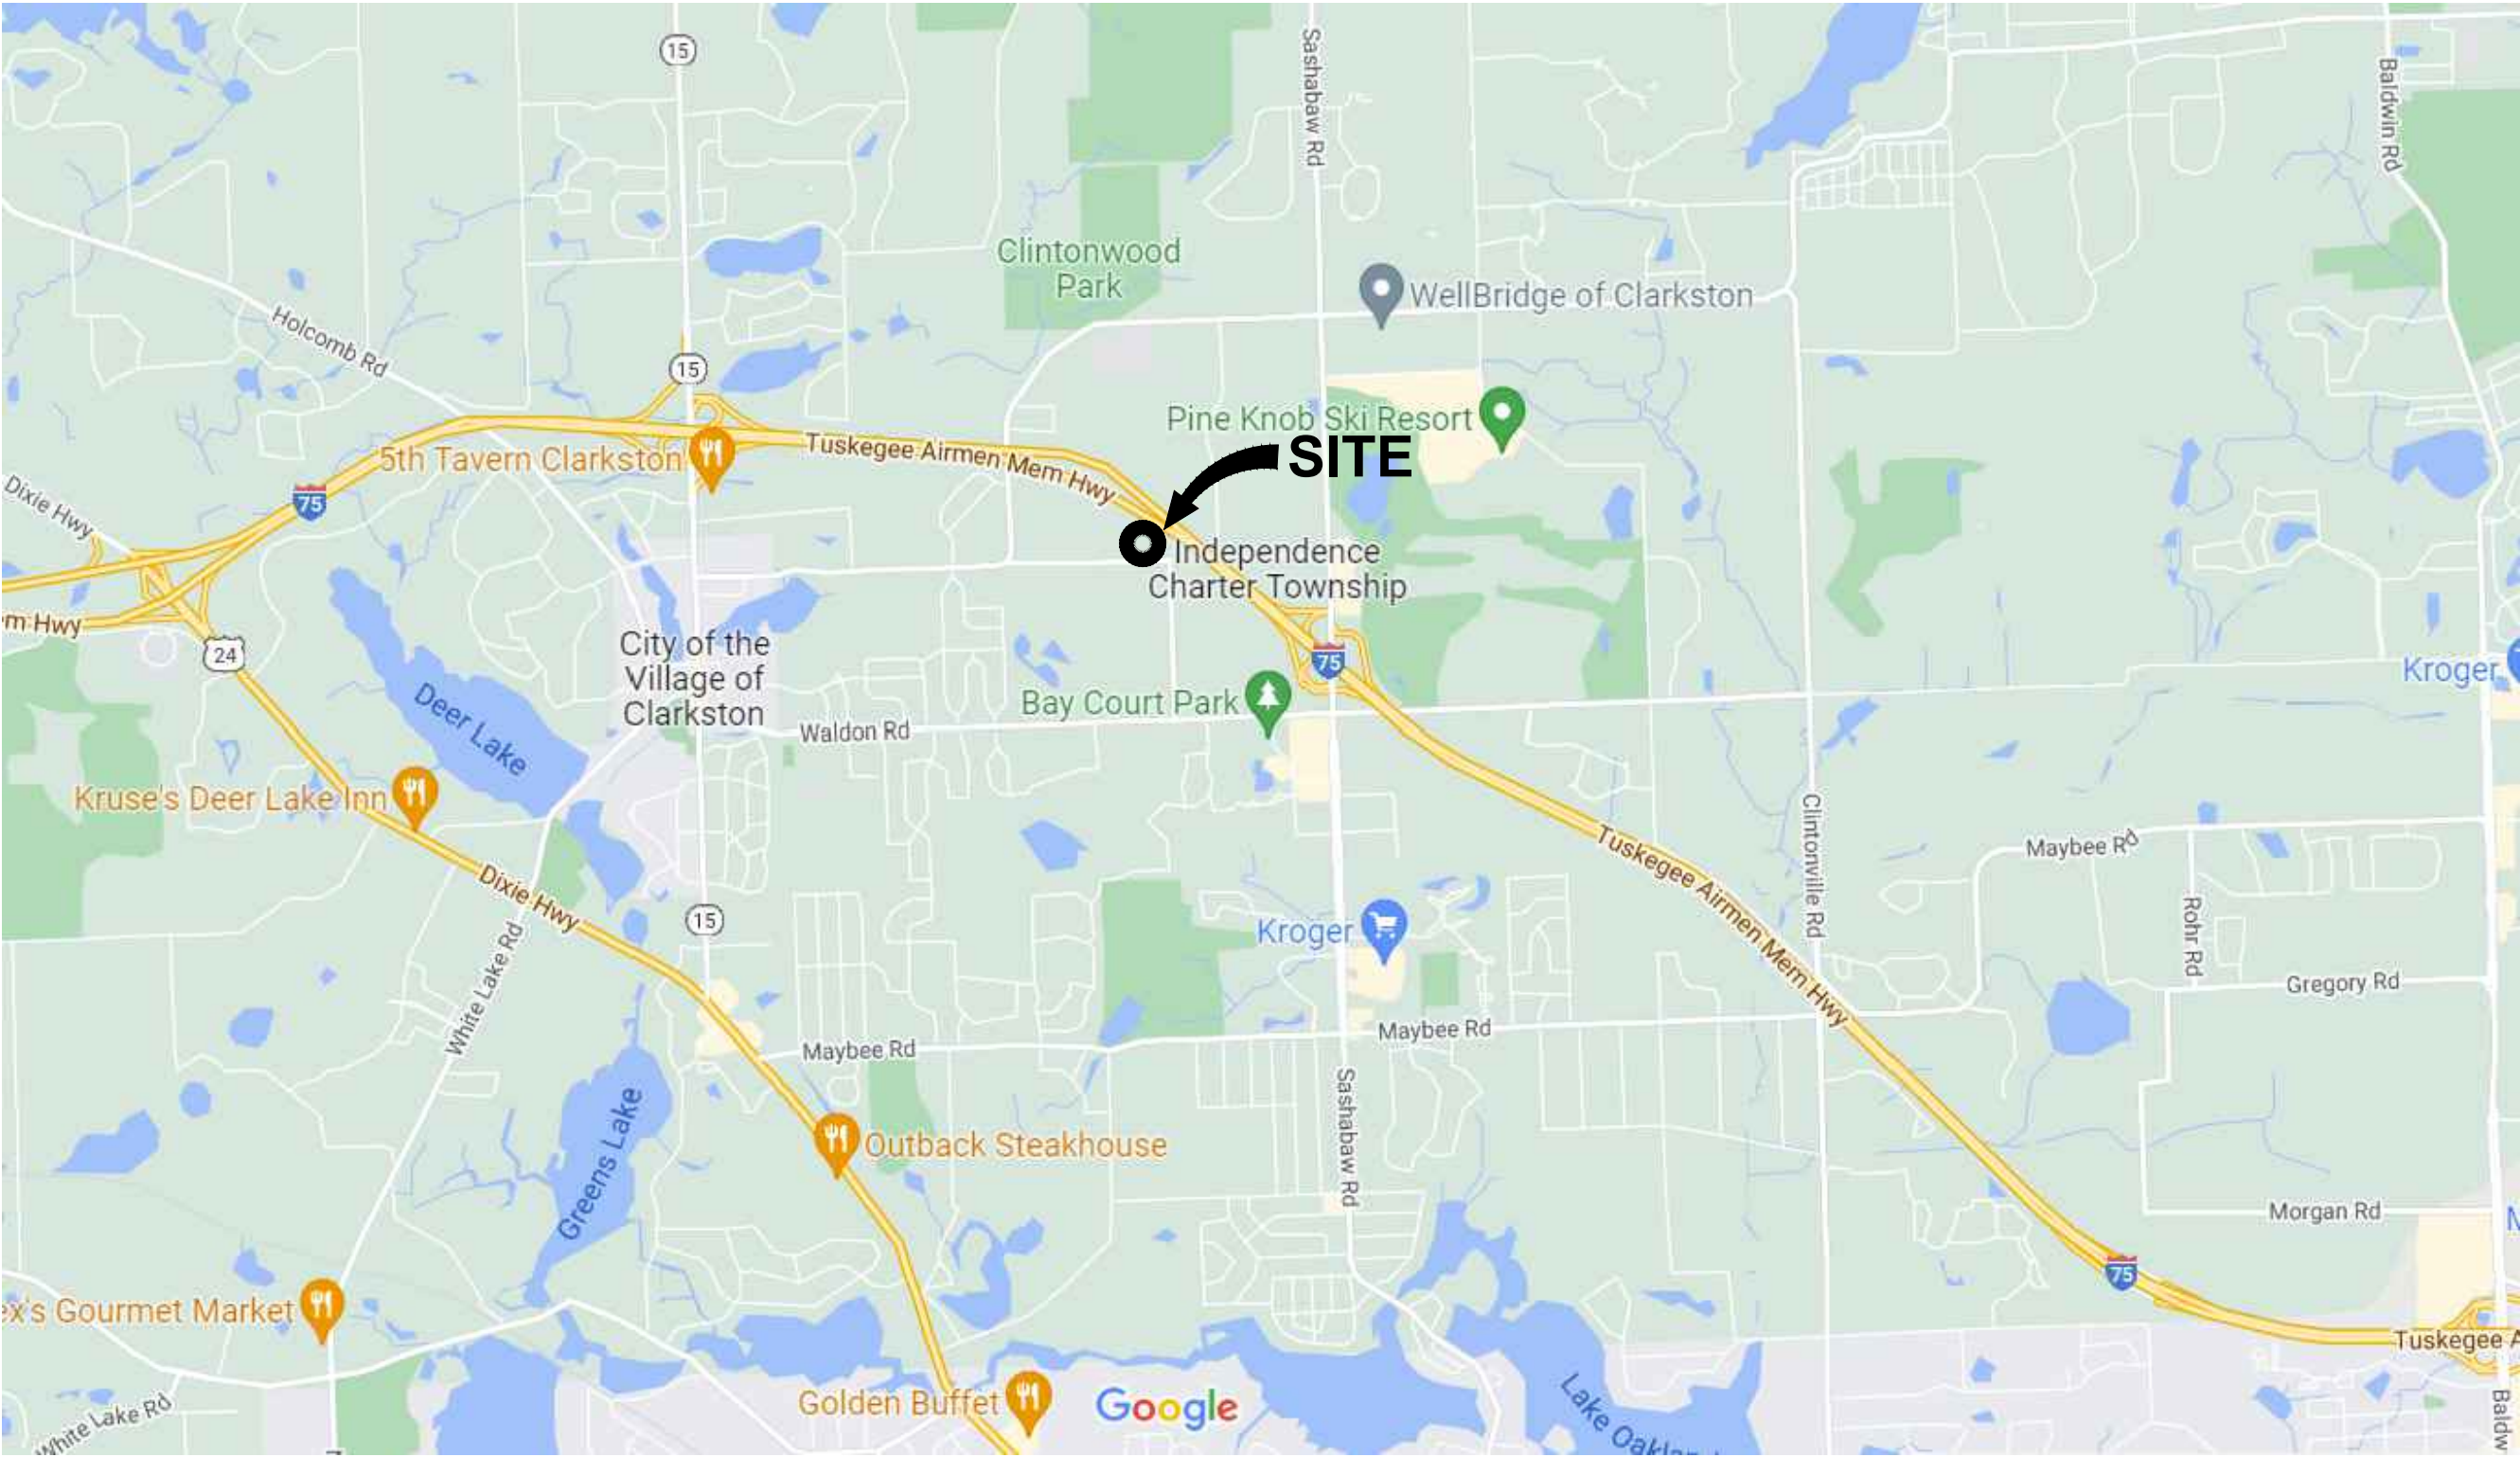 15
Sashabaw Rd
Baldwin Rd
Clintonwood
Park
WellBridge of Clarkston
Holcomb Rd
15
Pine Knob Ski Resort
SITE
5th Tavern Clarkston
Tuskegee Airmen Mem Hwy
Dixie Hwy
75
Independence
Charter Township
m Hwy
24
City of the
Village of
Clarkston
75
Kroger
Deer Lake
Bay Court Park
Waldon Rd
Kruse's Deer Lake Inn
Clintonville Rd
Tuskegee Airmen Mem Hwy
Maybee Rd
Dixie Hwy
15
Kroger
Rohr Rd
White Lake Rd
Gregory Rd
Maybee Rd
Maybee Rd
Sashabaw Rd
Greens Lake
Outback Steakhouse
Morgan Rd
75
ex's Gourmet Market
Tuskegee A
White Lake Rd
Golden Buffet
Google
Lake Oakla
Baldw